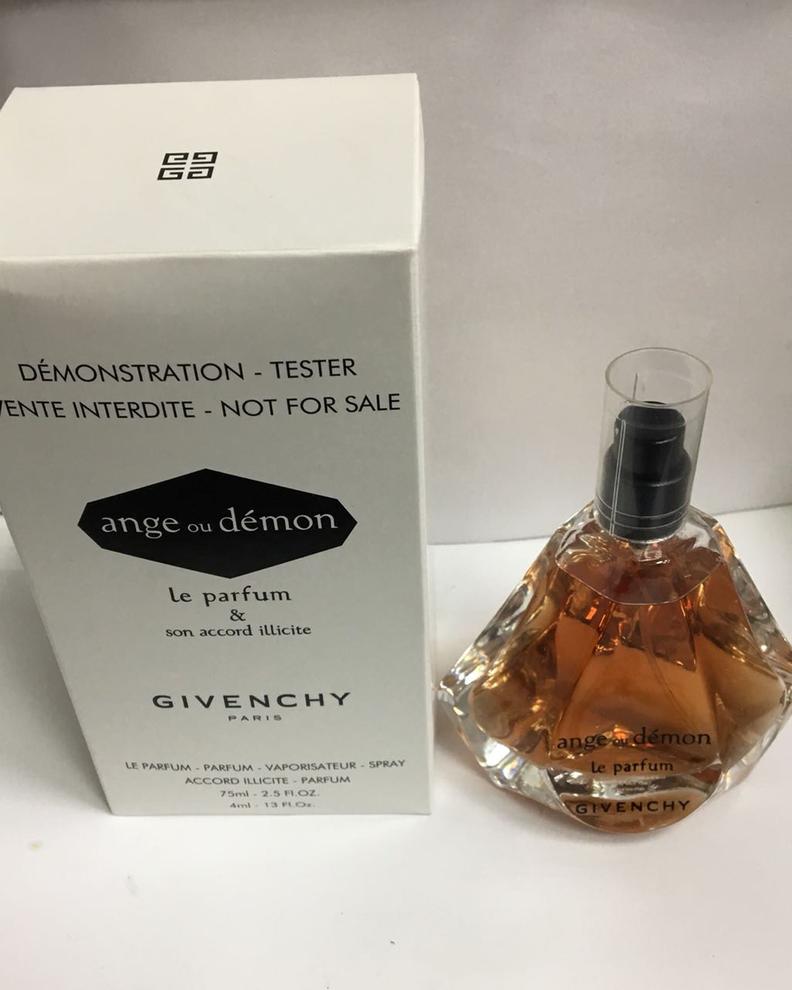 DÉMONSTRATION - TESTER
VENTE INTERDITE - NOT FOR SALE
ange ou démon
le parfum
&
son accord illicite
GIVENCHY
PARIS
LE PARFUM - PARFUM - VAPORISATEUR - SPRAY
ACCORD ILLICITE - PARFUM
75ml - 2.5 Fl.OZ.
4ml - 13 Fl.Oz.
ange ou démon
le parfum
GIVENCHY